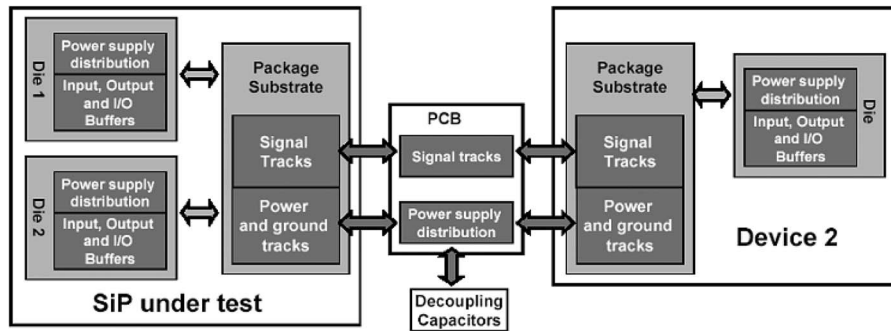 Die 1
Power supply
distribution
Input, Output
and I/O
Buffers
Die 2
Power supply
distribution
Input, Output
and I/O
Buffers
Package
Substrate
Signal
Tracks
Power
and ground
tracks
SiP under test
PCB
Signal tracks
Power supply
distribution
Decoupling
Capacitors
Package
Substrate
Signal
Tracks
Power
and ground
tracks
Power supply
distribution
Input, Output
and I/O
Buffers
Die
Device 2